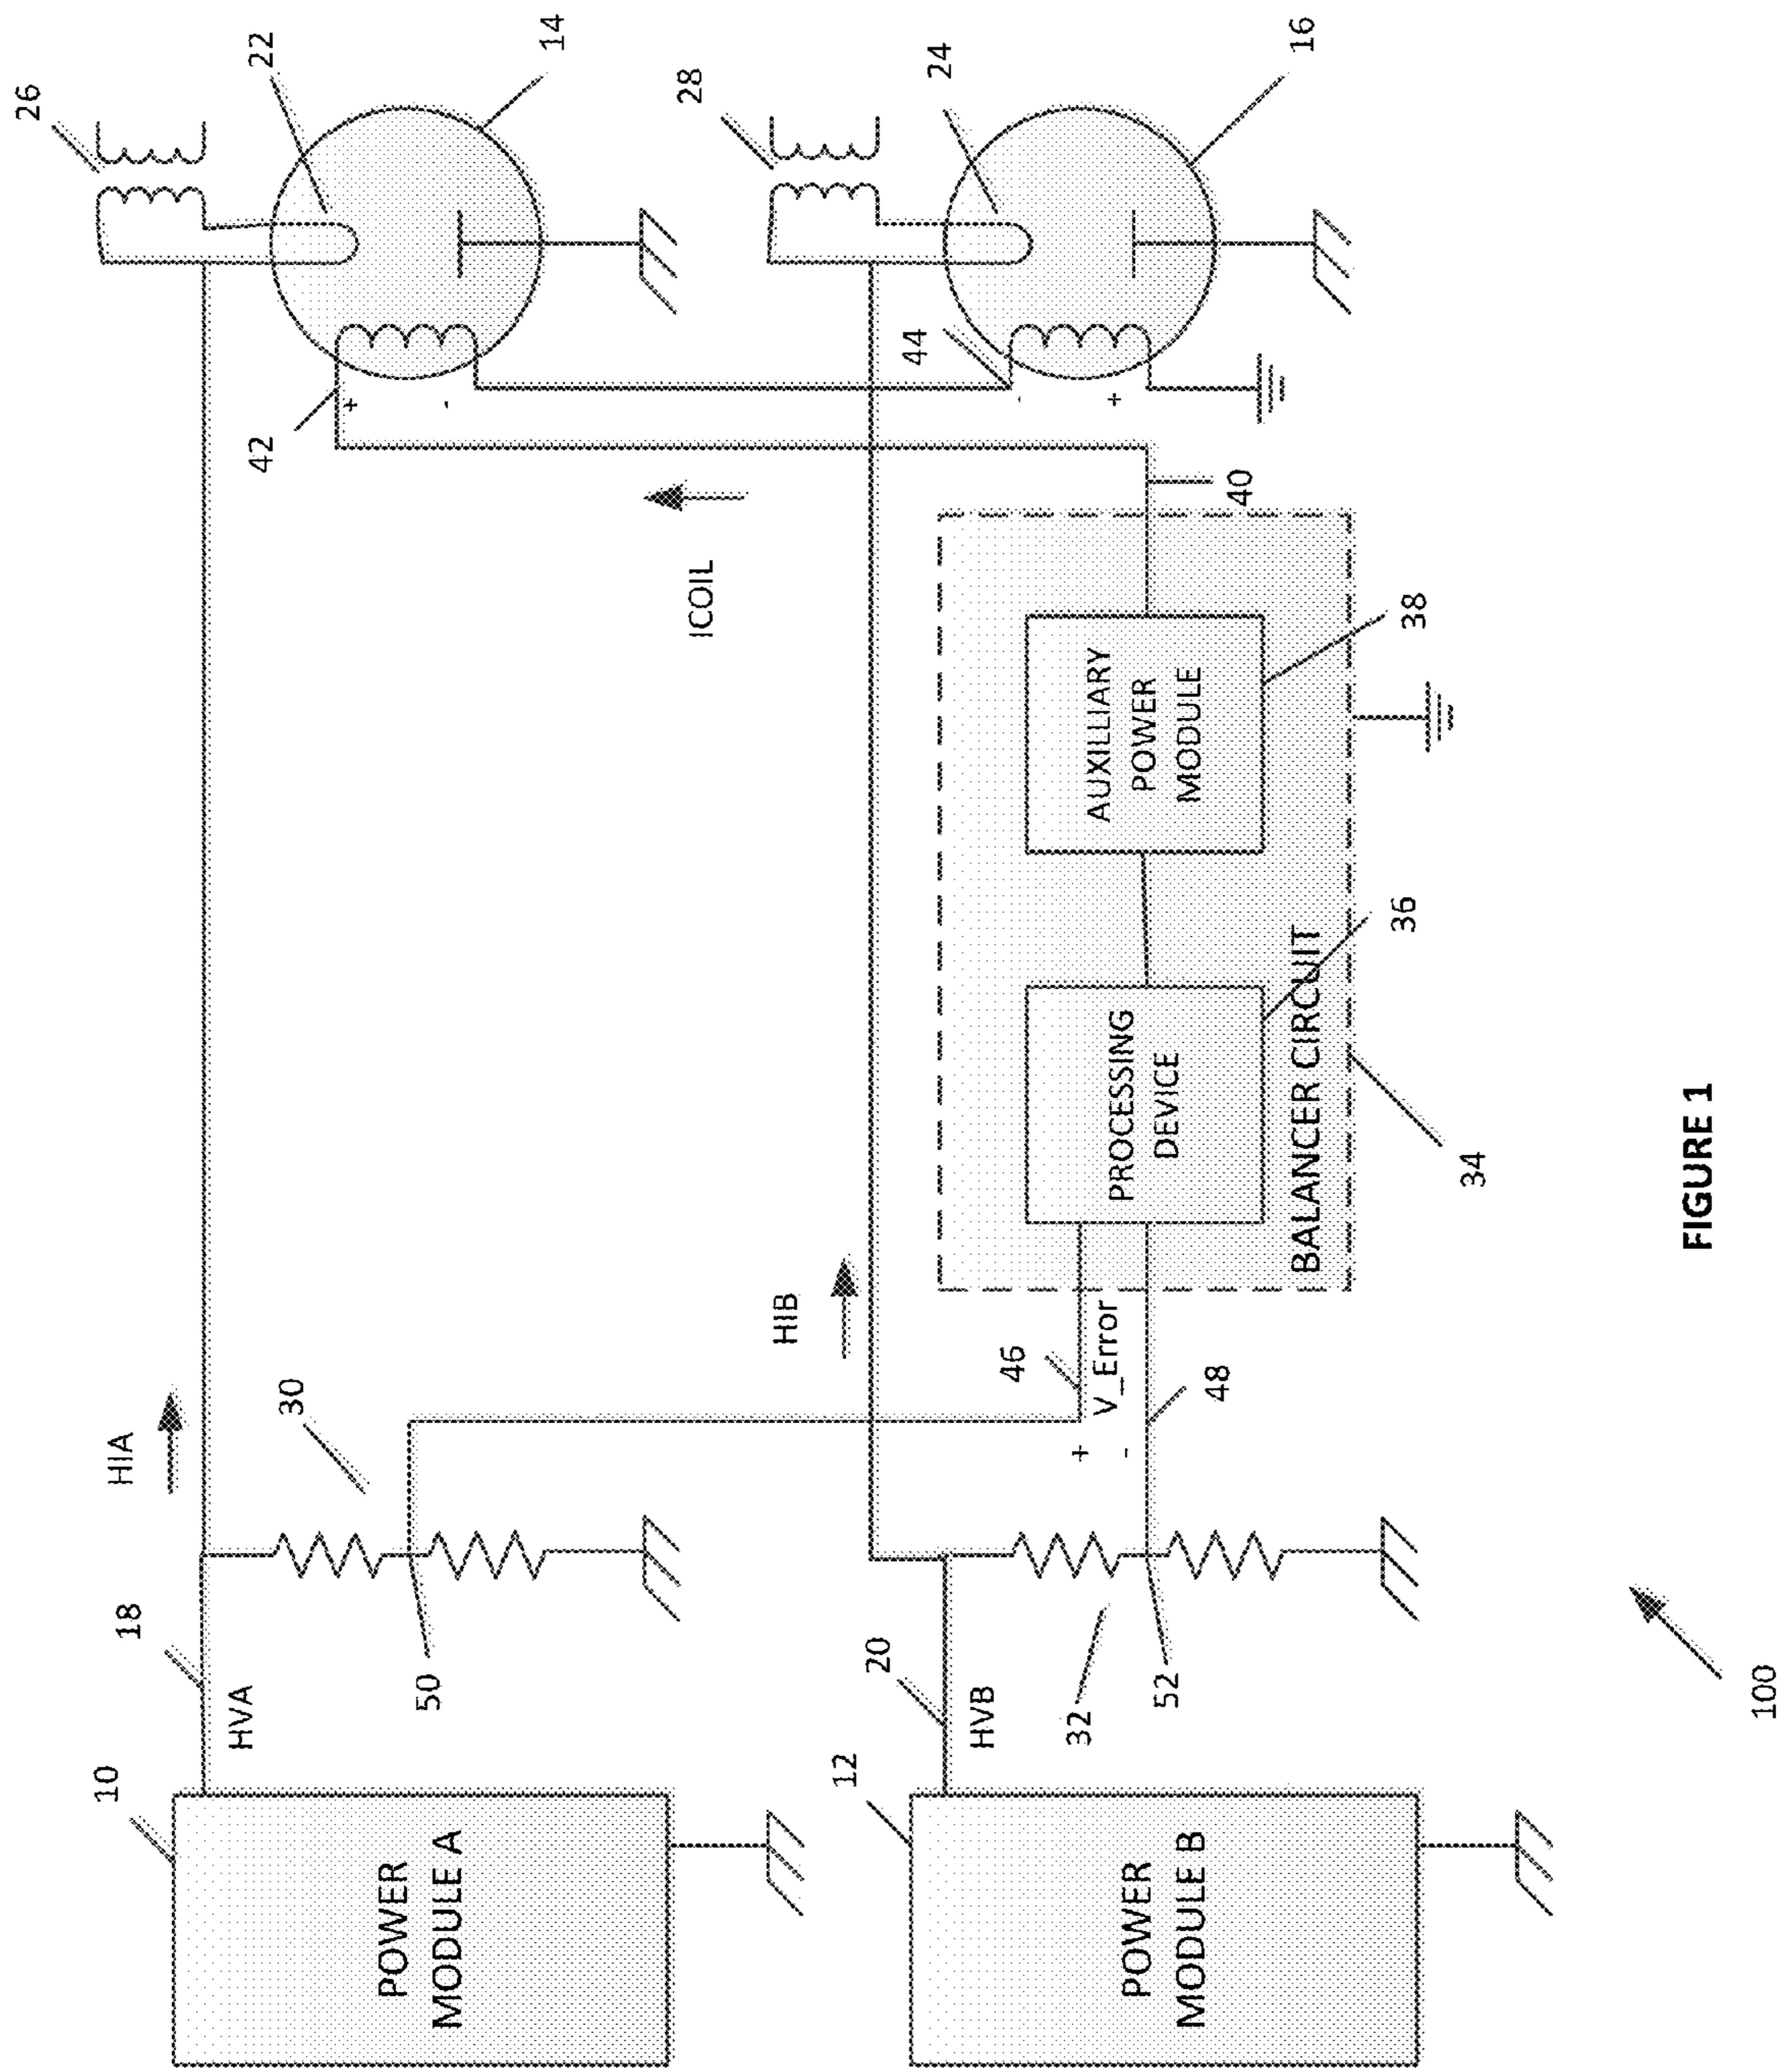 26
22
14
28
24
16
42
44
ICOIL
40
AUXILLIARY
POWER
MODULE
38
PROCESSING
DEVICE
36
BALANCER CIRCUIT
34
HIA
30
HIB
46
+ V_Error -
48
+
-
-
+
18
HVA
50
20
HVB
32
52
10
POWER
MODULE A
12
POWER
MODULE B
100
FIGURE 1